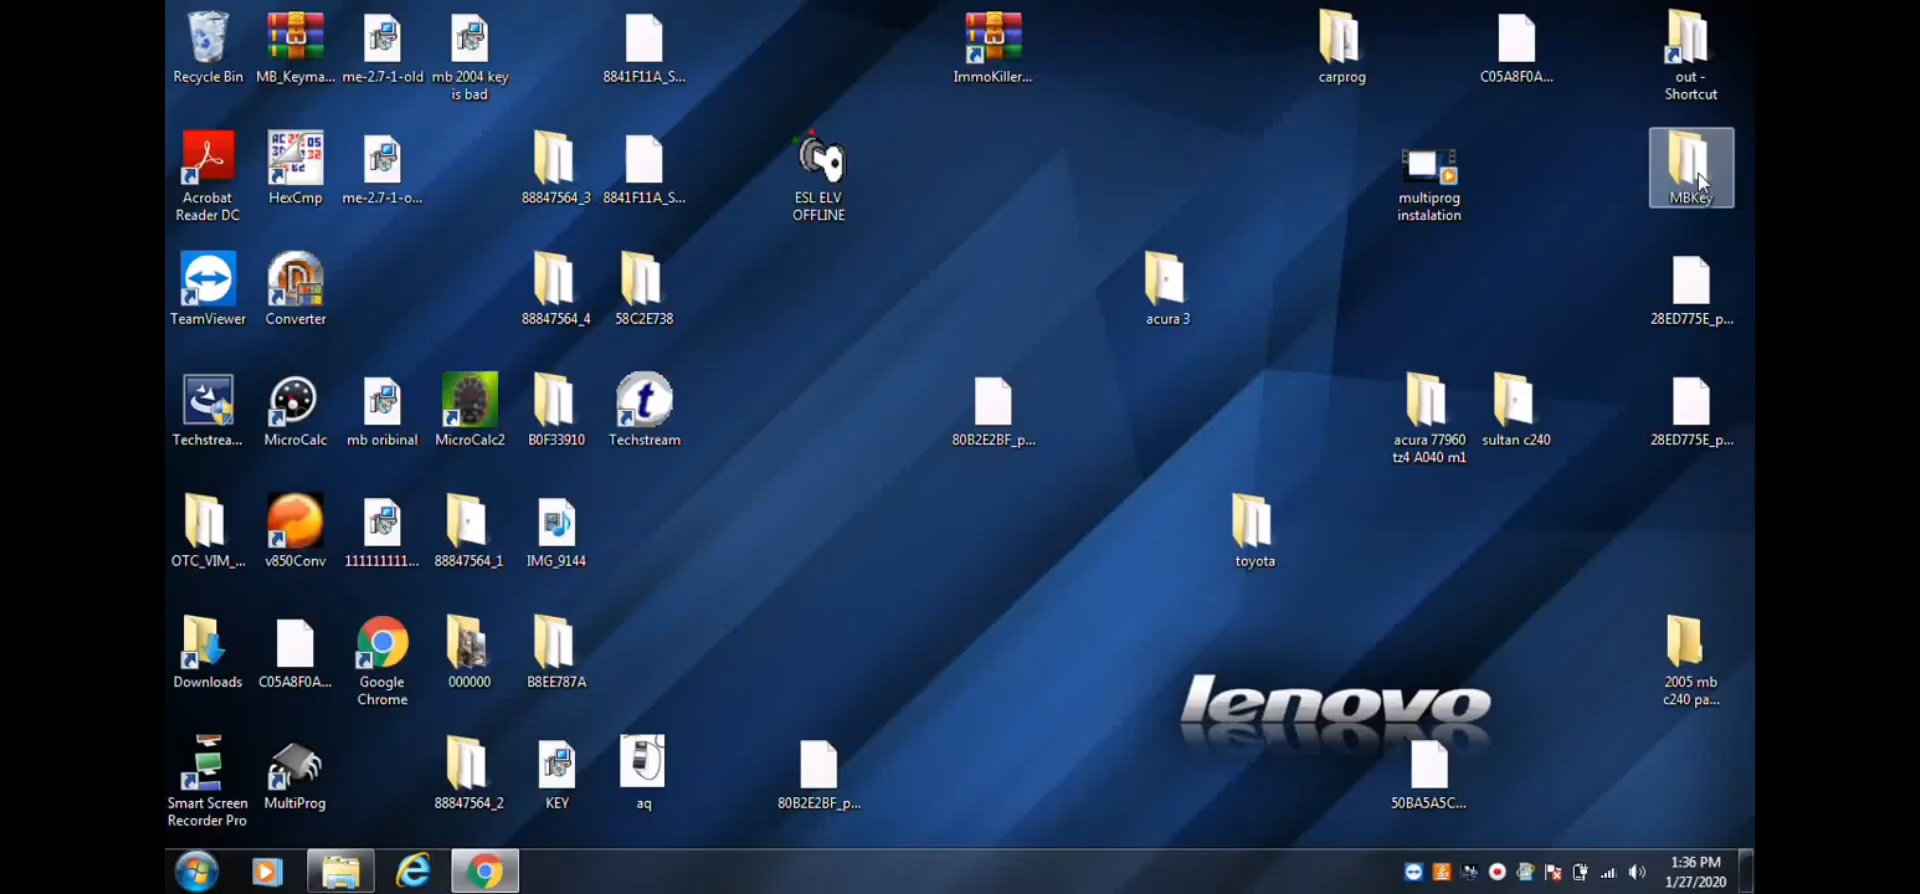 Recycle Bin
MB_Keyma...
me-2.7-1-old
mb 2004 key
is bad
8841F11A_S...
ImmoKiller...
carprog
C05A8F0A...
out -
Shortcut
Acrobat
Reader DC
HexCmp
me-2.7-1-o...
88847564_3
8841F11A_S...
ESL ELV
OFFLINE
multiprog
instalation
MBKey
TeamViewer
Converter
88847564_4
58C2E738
acura 3
28ED775E_p...
Techstrea...
MicroCalc
mb oribinal
MicroCalc2
B0F33910
Techstream
80B2E2BF_p...
acura 77960
tz4 A040 m1
sultan c240
28ED775E_p...
OTC_VIM_...
v850Conv
111111111...
88847564_1
IMG_9144
toyota
Downloads
C05A8F0A...
Google
Chrome
000000
B8EE787A
2005 mb
c240 pa...
lenovo
Smart Screen
Recorder Pro
MultiProg
88847564_2
KEY
aq
80B2E2BF_p...
50BA5A5C...
1:36 PM
1/27/2020